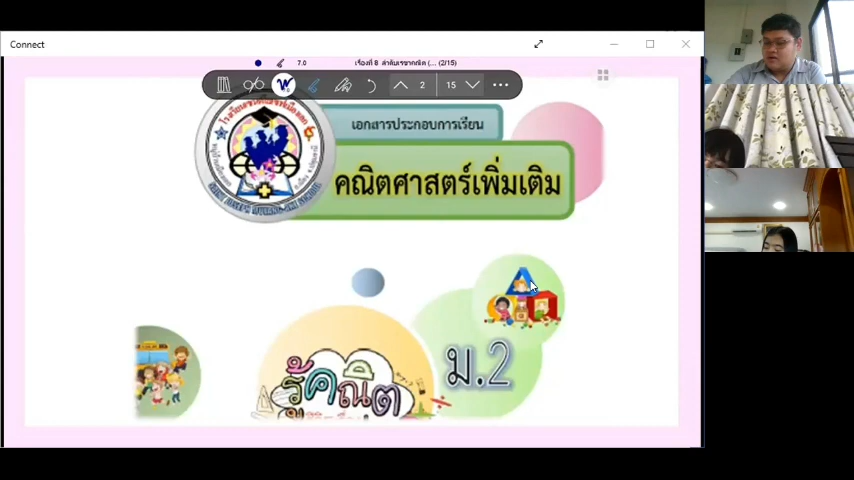 Connect
7.0
เรื่องที่ 8 ลำดับเรขาคณิต (... (2/15)
2
15
เอกสารประกอบการเรียน
คณิตศาสตร์เพิ่มเติม
ม.2
รู้คณิต